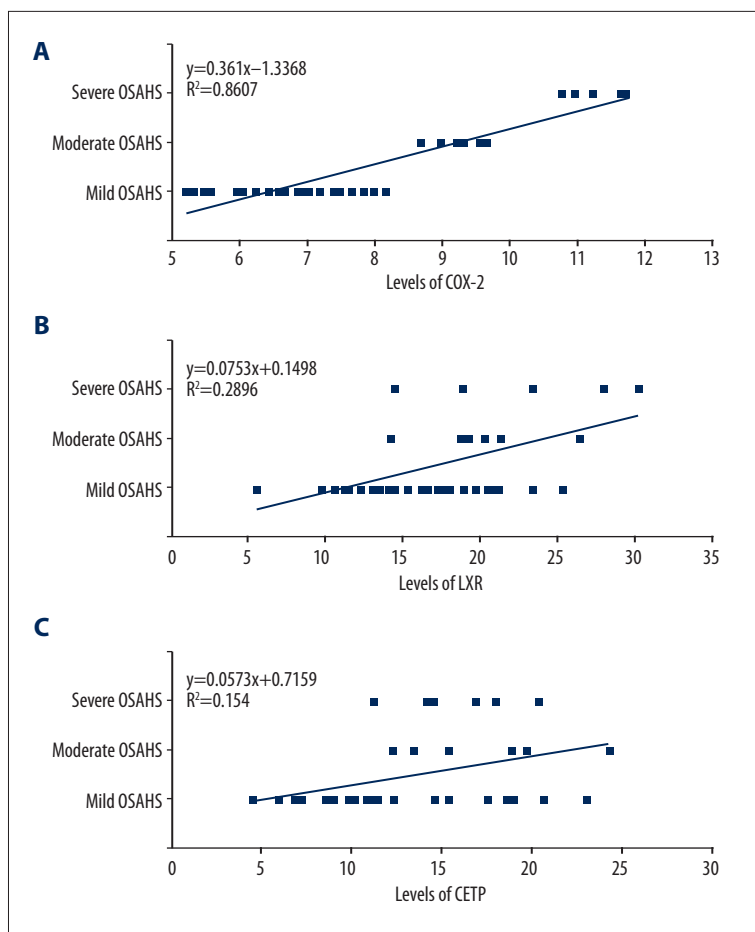 A
y=0.361x–1.3368
R²=0.8607
Severe OSAHS
Moderate OSAHS
Mild OSAHS
5 6 7 8 9 10 11 12 13
Levels of COX-2
B
y=0.0753x+0.1498
R²=0.2896
Severe OSAHS
Moderate OSAHS
Mild OSAHS
0 5 10 15 20 25 30 35
Levels of LXR
C
y=0.0573x+0.7159
R²=0.154
Severe OSAHS
Moderate OSAHS
Mild OSAHS
0 5 10 15 20 25 30
Levels of CETP